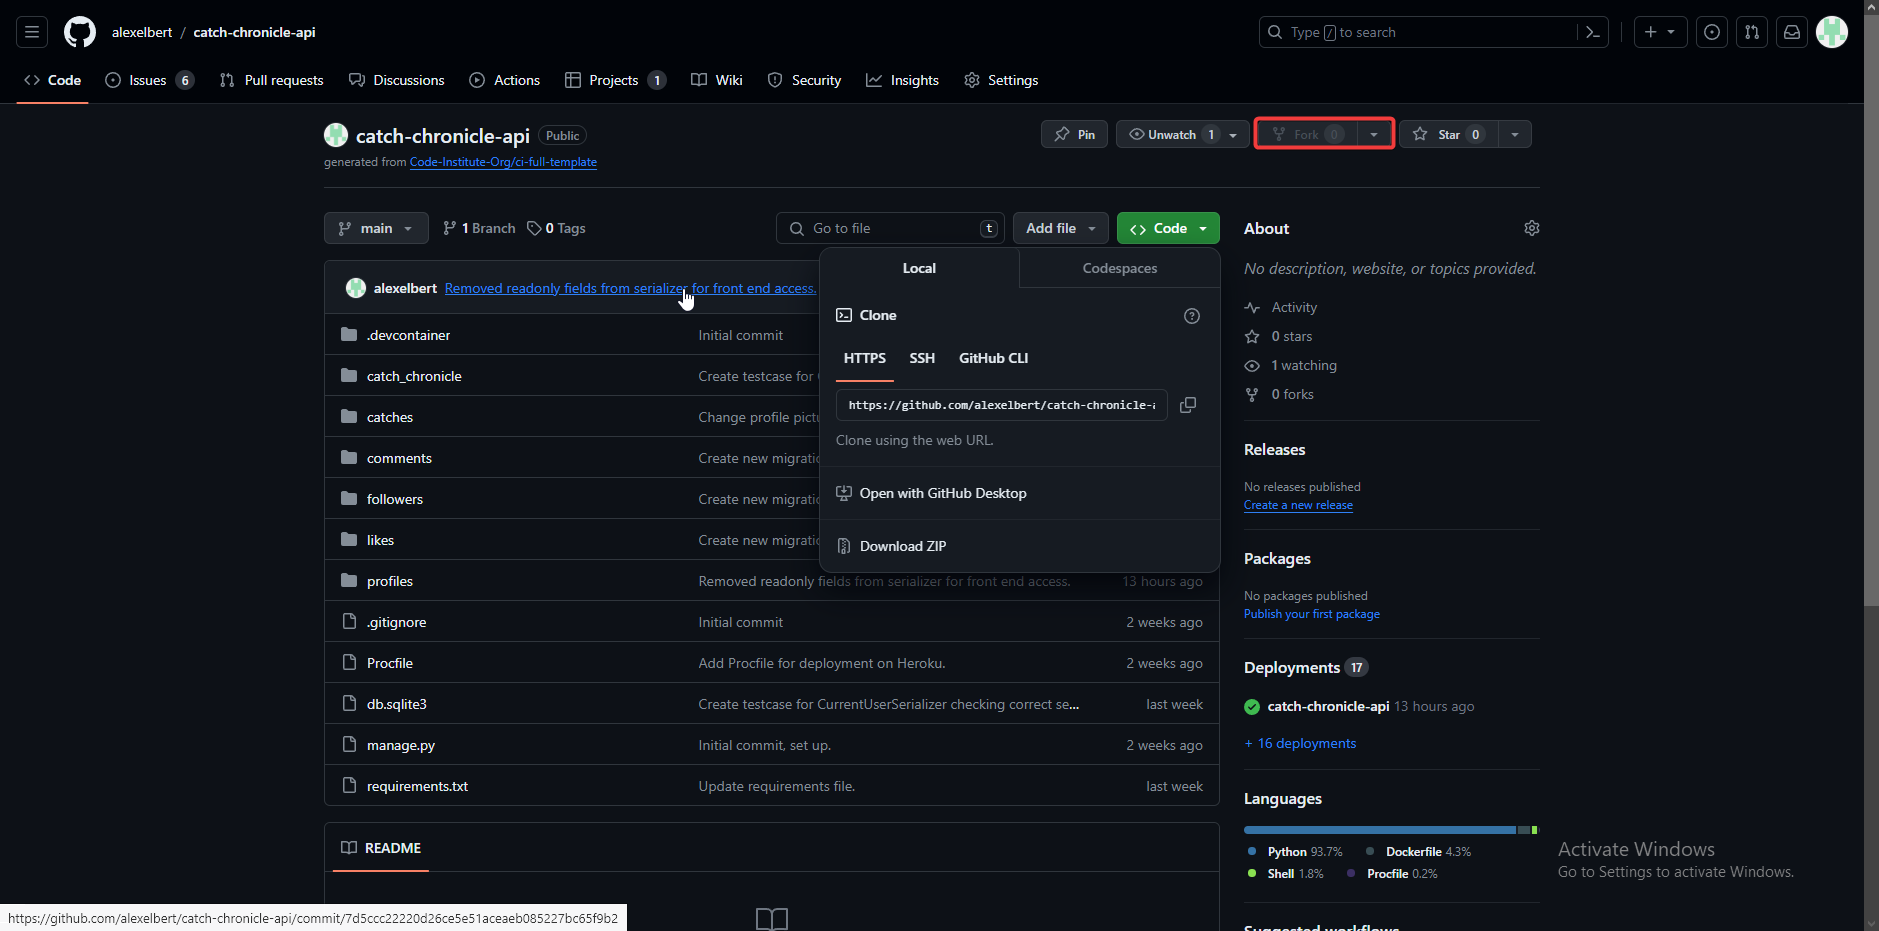 alexelbert / catch-chronicle-api
Type / to search
Code
Issues 6
Pull requests
Discussions
Actions
Projects 1
Wiki
Security
Insights
Settings
catch-chronicle-api Public
generated from Code-Institute-Org/ci-full-template
Pin
Unwatch 1
Fork 0
Star 0
main
1 Branch
0 Tags
Go to file t
Add file
Code
alexelbert Removed readonly fields from serializer for front end access.
.devcontainer Initial commit
catch_chronicle Create testcase for
catches Change profile pictu
comments Create new migratic
followers Create new migratic
likes Create new migratic
profiles Removed readonly fields from serializer for front end access. 13 hours ago
.gitignore Initial commit 2 weeks ago
Procfile Add Procfile for deployment on Heroku. 2 weeks ago
db.sqlite3 Create testcase for CurrentUserSerializer checking correct se... last week
manage.py Initial commit, set up. 2 weeks ago
requirements.txt Update requirements file. last week
README
Local Codespaces
Clone
HTTPS SSH GitHub CLI
https://github.com/alexelbert/catch-chronicle-a
Clone using the web URL.
Open with GitHub Desktop
Download ZIP
About
No description, website, or topics provided.
Activity
0 stars
1 watching
0 forks
Releases
No releases published
Create a new release
Packages
No packages published
Publish your first package
Deployments 17
catch-chronicle-api 13 hours ago
+ 16 deployments
Languages
Python 93.7% Dockerfile 4.3%
Shell 1.8% Procfile 0.2%
Suggested workflows
Activate Windows
Go to Settings to activate Windows.
https://github.com/alexelbert/catch-chronicle-api/commit/7d5ccc22220d26ce5e51aceaeb085227bc65f9b2